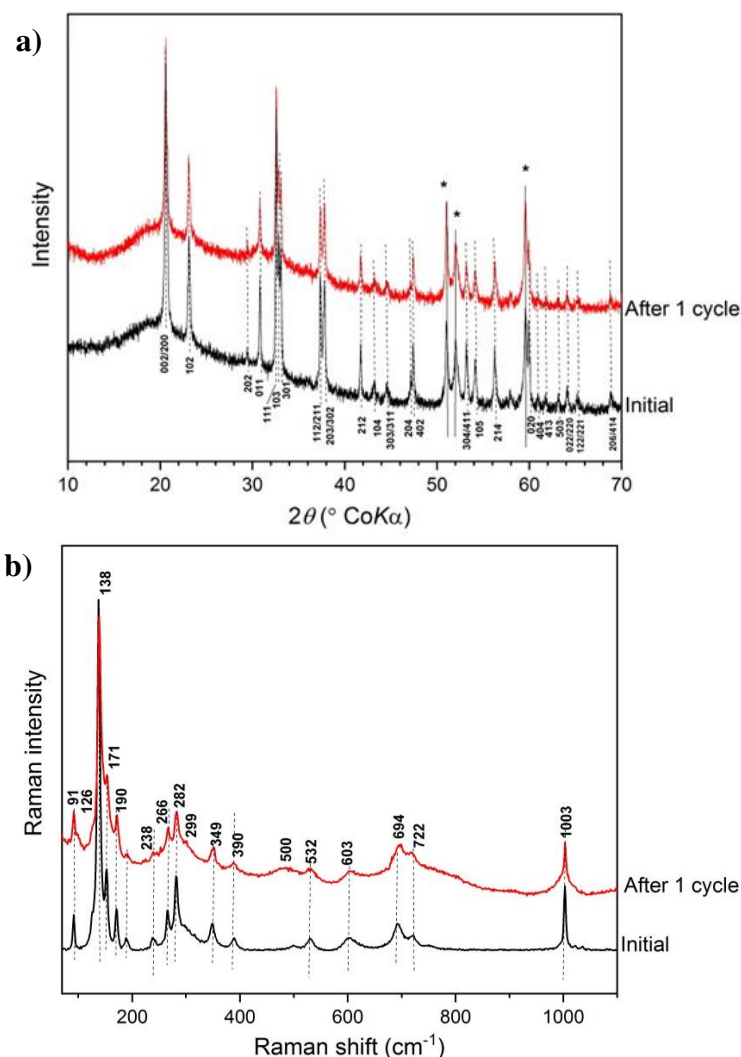 a)
Intensity
* * *
After 1 cycle
Initial
002/200 102 202 011 111 103 301 112/211 203/302 212 104 303/311 204 402 304/411 105 214 020 404 413 503 022/220 122/221 206/414
10 20 30 40 50 60 70
2θ (° CoKα)
b)
Raman intensity
91 126 138 171 190 238 266 282 299 349 390 500 532 603 694 722 1003
After 1 cycle
Initial
200 400 600 800 1000
Raman shift (cm⁻¹)